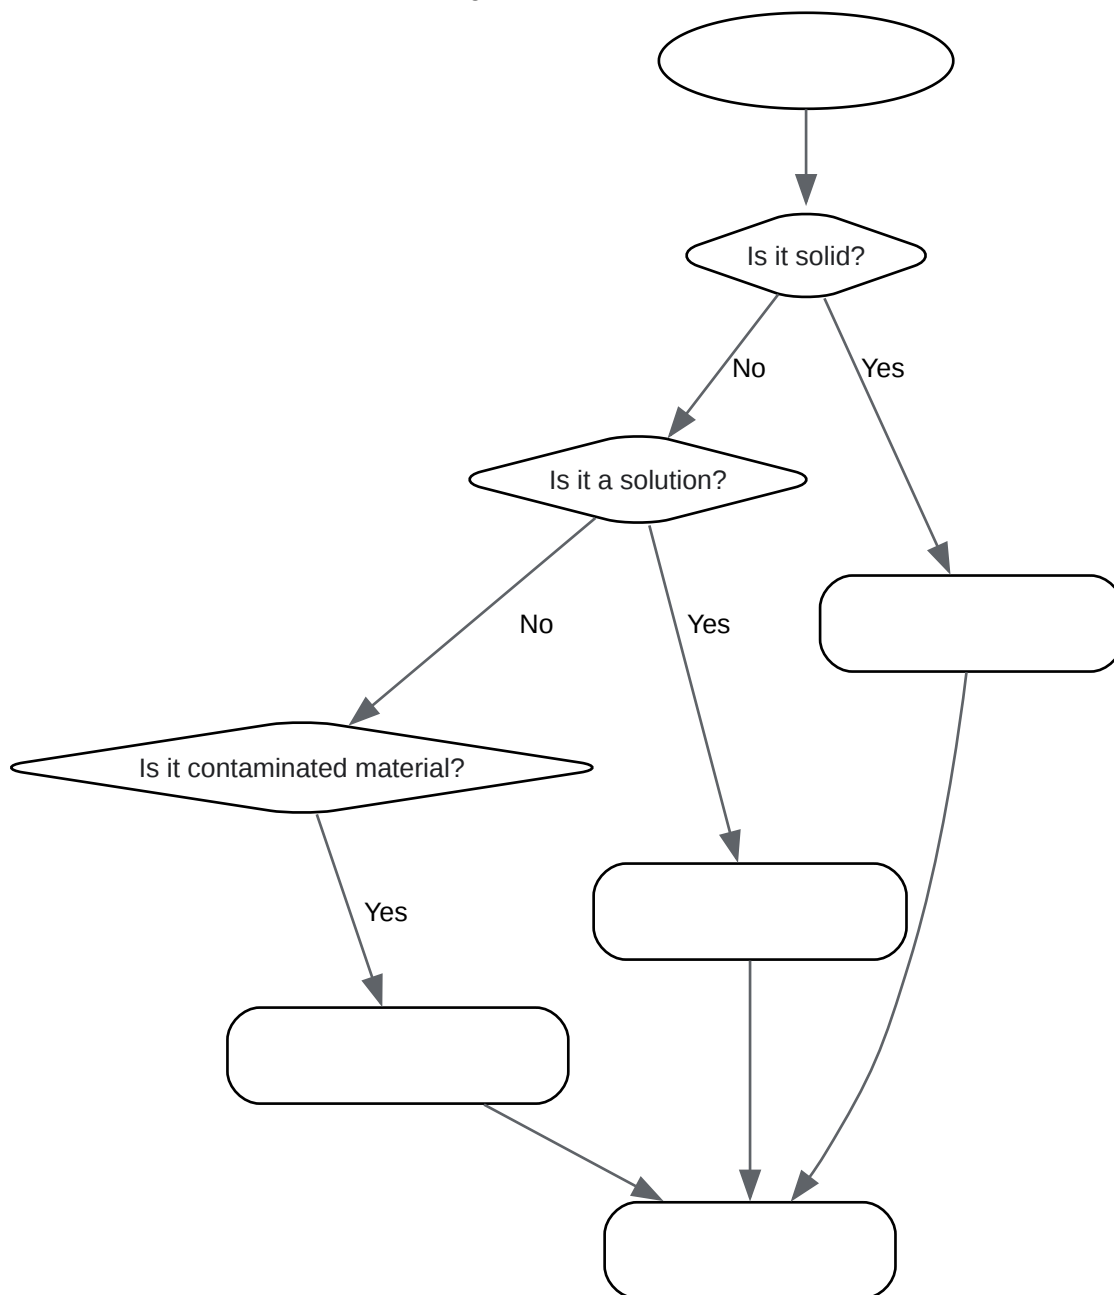 Is it solid?
No
Yes
Is it a solution?
No
Yes
Is it contaminated material?
Yes